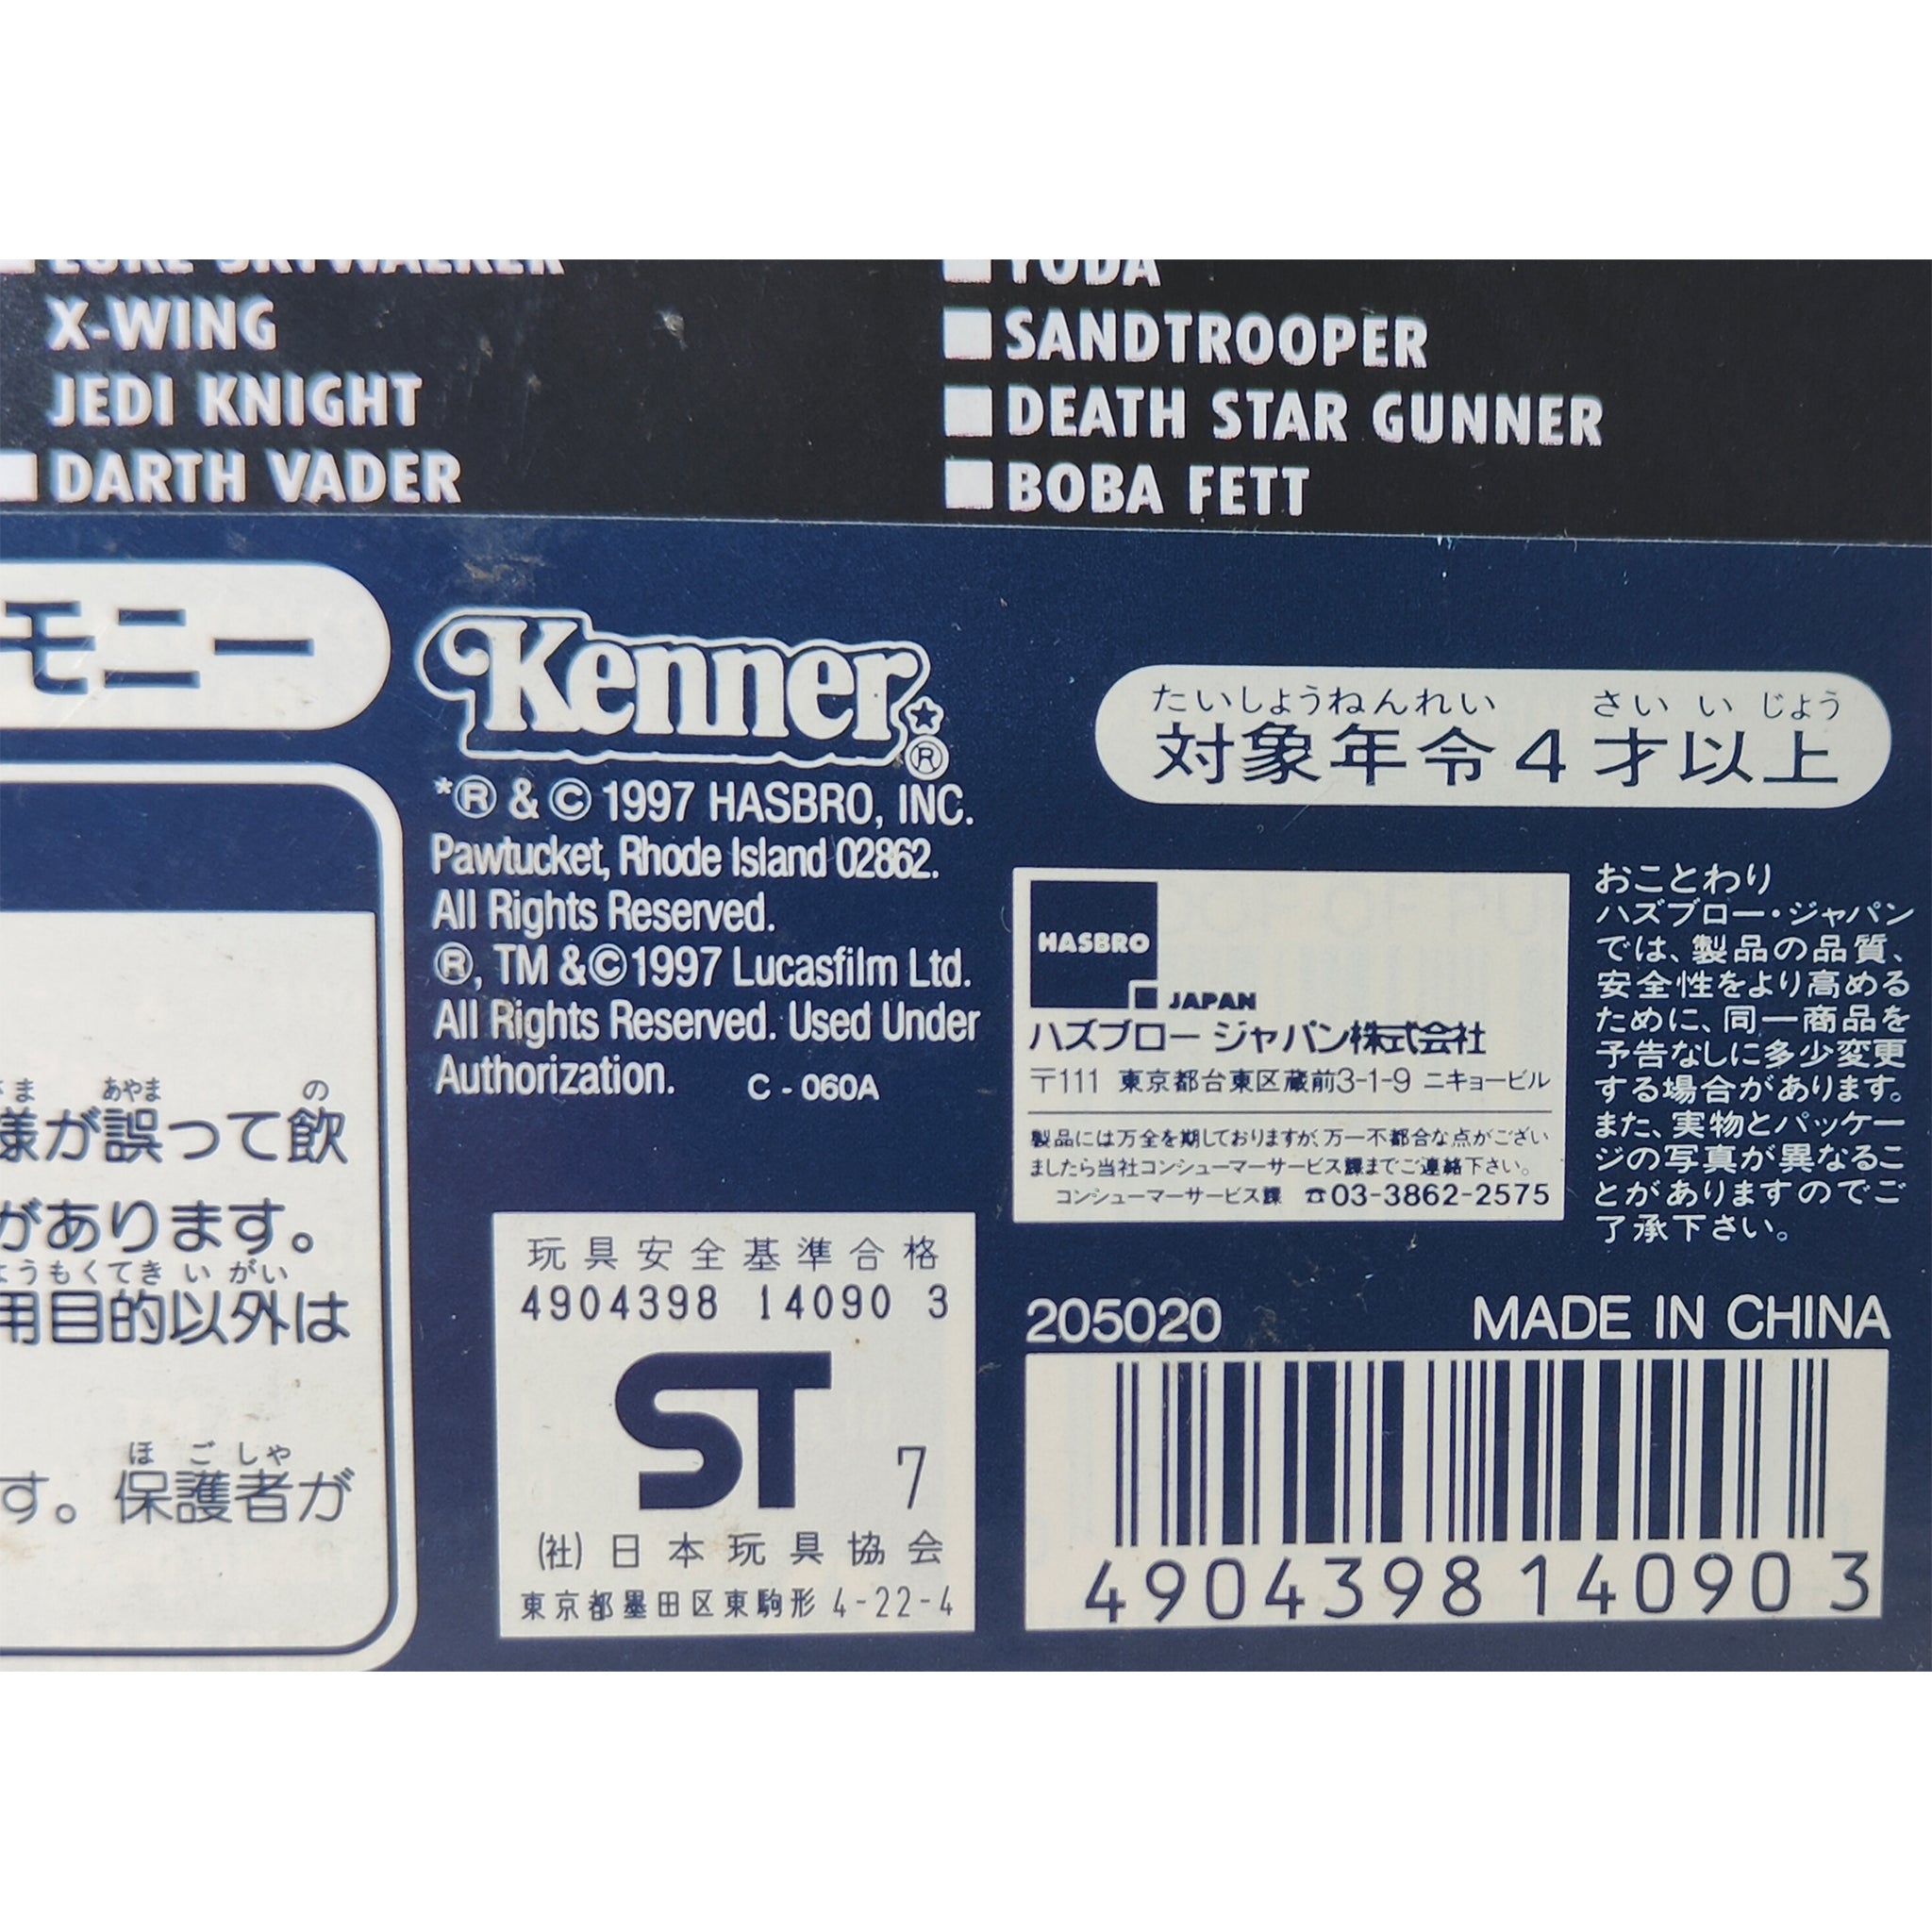 LUKE SKYWALKER
X-WING
JEDI KNIGHT
DARTH VADER
YODA
SANDTROOPER
DEATH STAR GUNNER
BOBA FETT
モニー
Kenner®
*® & © 1997 HASBRO, INC.
Pawtucket, Rhode Island 02862.
All Rights Reserved.
®, TM & © 1997 Lucasfilm Ltd.
All Rights Reserved. Used Under
Authorization. C - 060A
たいしょうねんれい さい い じょう
対象年令4才以上
HASBRO
JAPAN
ハズブロー ジャパン株式会社
〒111 東京都台東区蔵前3-1-9 ニキョービル
製品には万全を期しておりますが、万一不都合な点がござい
ましたら当社コンシューマーサービス課までご連絡下さい。
コンシューマーサービス課 ☎03-3862-2575
おことわり
ハズブロー・ジャパン
では、製品の品質、
安全性をより高める
ために、同一商品を
予告なしに多少変更
する場合があります。
また、実物とパッケー
ジの写真が異なるこ
とがありますのでご
了承下さい。
さま あやま の
様が誤って飲
があります。
ようもくてき い がい
用目的以外は
ほ ご しゃ
す。保護者が
玩具安全基準合格
4904398 14090 3
ST 7
(社)日本玩具協会
東京都墨田区東駒形 4-22-4
205020 MADE IN CHINA
4904398 140903